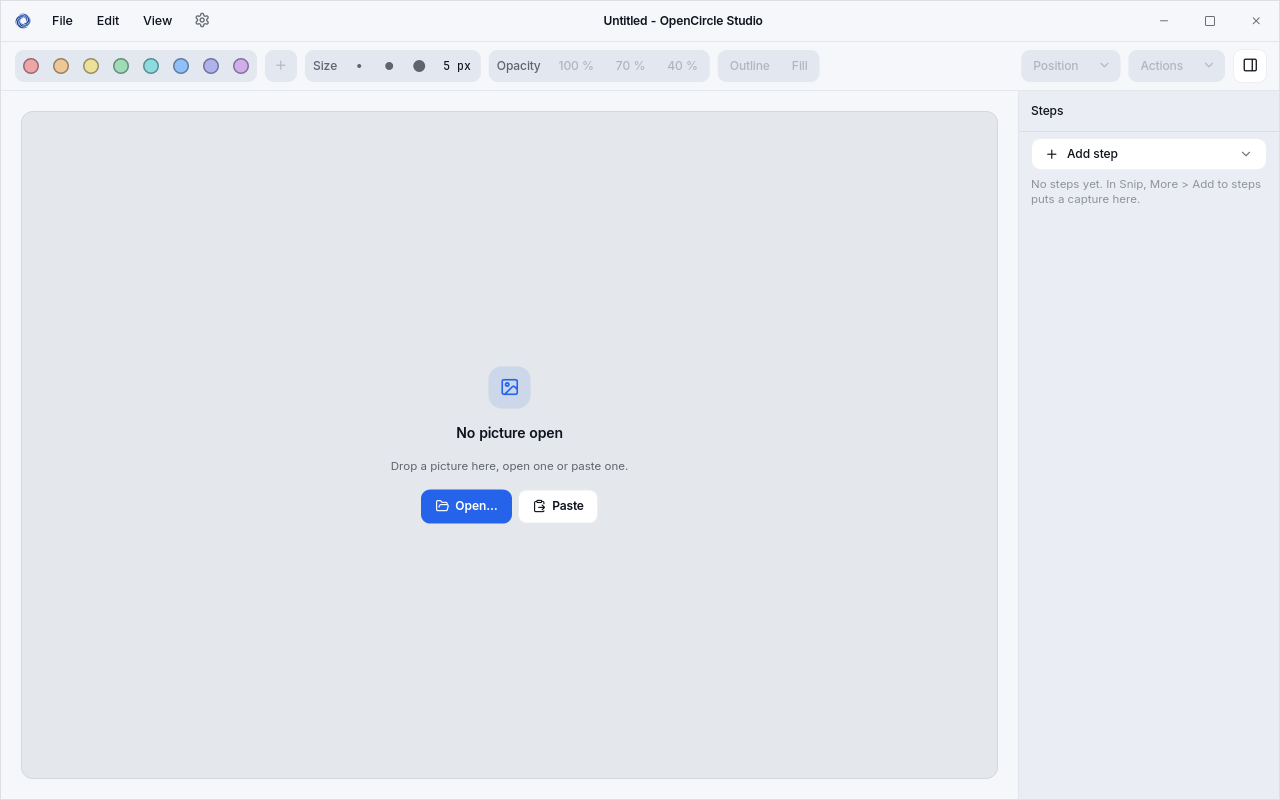 File Edit View
Untitled - OpenCircle Studio
Size 5 px Opacity 100 % 70 % 40 % Outline Fill Position Actions
Steps
Add step
No steps yet. In Snip, More > Add to steps
puts a capture here.
No picture open
Drop a picture here, open one or paste one.
Open... Paste